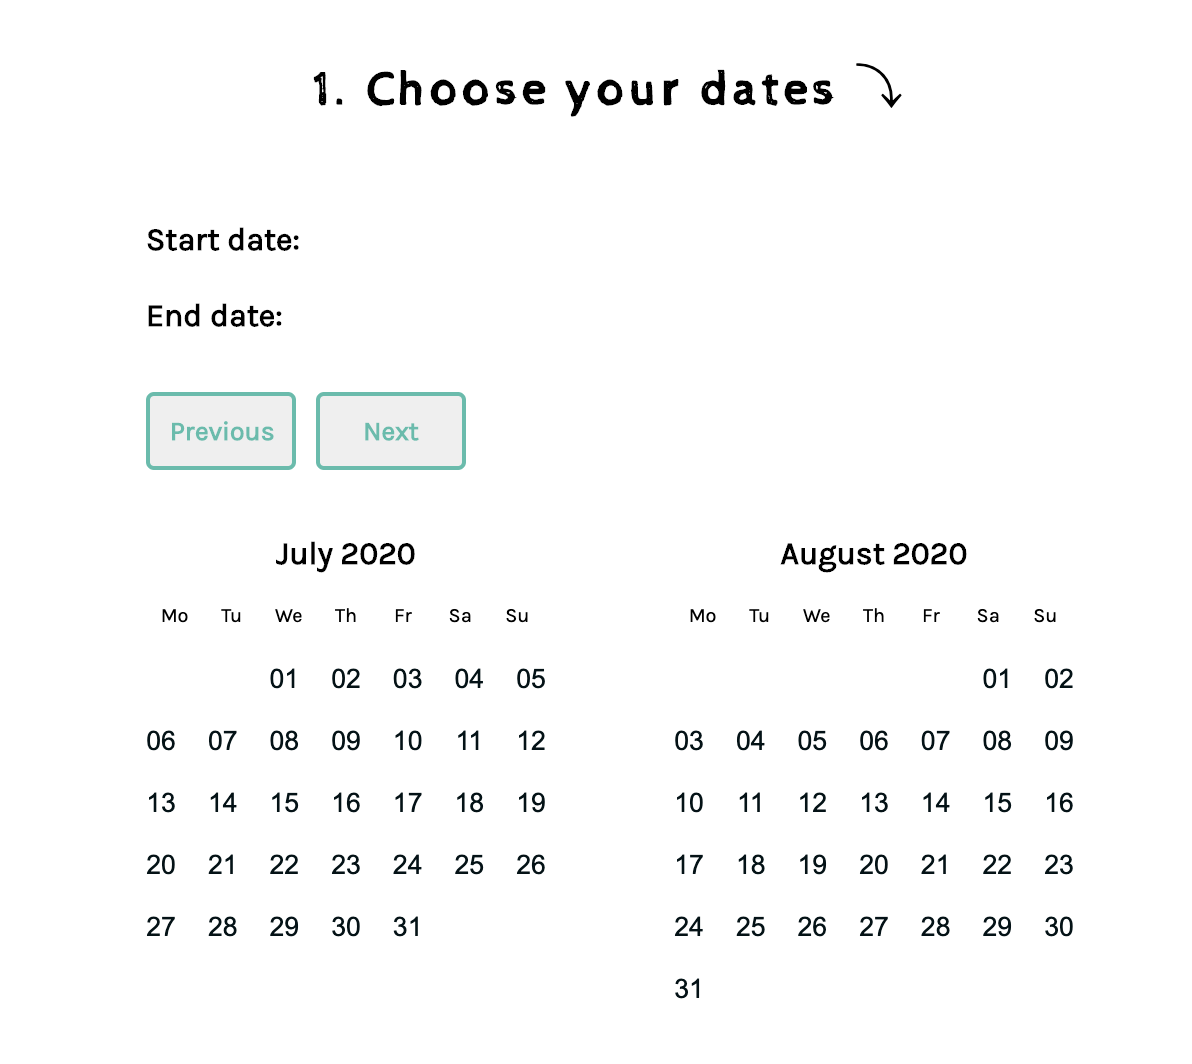 1. Choose your dates
Start date:
End date:
Previous Next
July 2020
Mo Tu We Th Fr Sa Su
01 02 03 04 05
06 07 08 09 10 11 12
13 14 15 16 17 18 19
20 21 22 23 24 25 26
27 28 29 30 31
August 2020
Mo Tu We Th Fr Sa Su
01 02
03 04 05 06 07 08 09
10 11 12 13 14 15 16
17 18 19 20 21 22 23
24 25 26 27 28 29 30
31